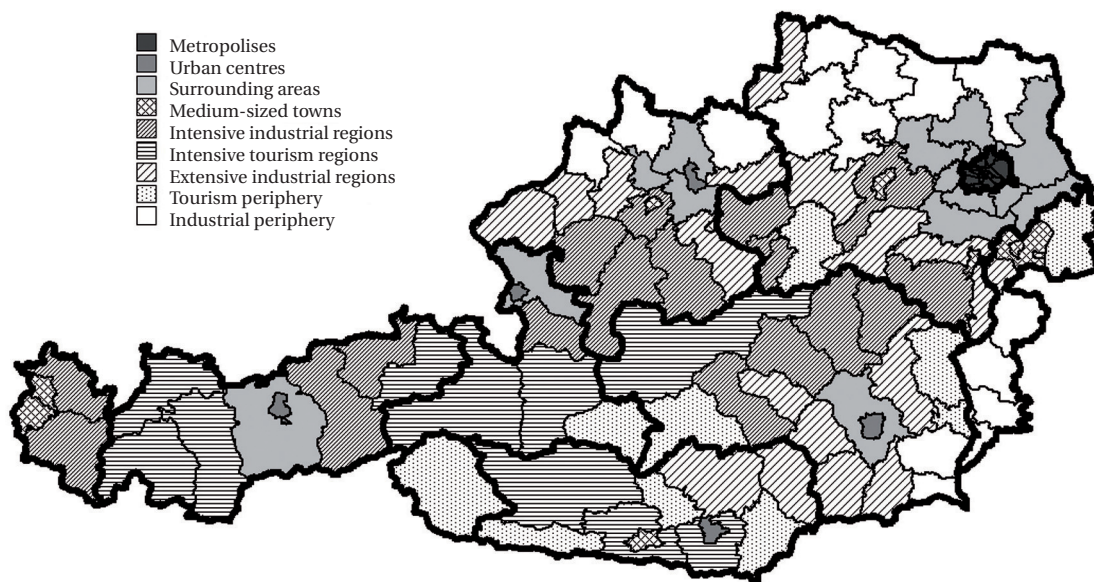 Metropolises
Urban centres
Surrounding areas
Medium-sized towns
Intensive industrial regions
Intensive tourism regions
Extensive industrial regions
Tourism periphery
Industrial periphery